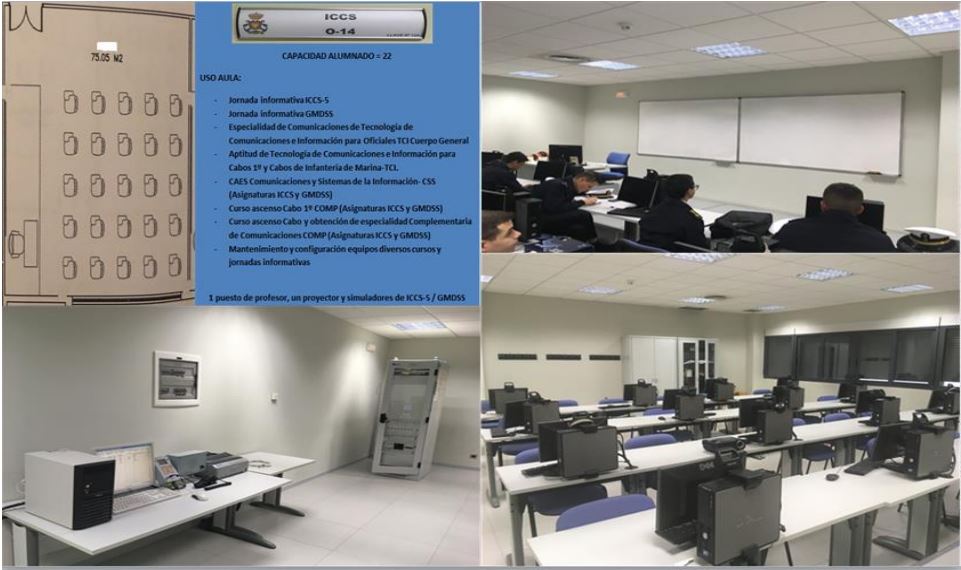 75.05 M2
ICCS
O-14
CAPACIDAD ALUMNADO = 22
USO AULA:
- Jornada informativa ICCS-5
- Jornada informativa GMDSS
- Especialidad de Comunicaciones de Tecnología de
Comunicaciones e Información para Oficiales TCI Cuerpo General
- Aptitud de Tecnología de Comunicaciones e Información para
Cabos 1º y Cabos de Infantería de Marina-TCI.
- CAES Comunicaciones y Sistemas de la Información- CSS
(Asignaturas ICCS y GMDSS)
- Curso ascenso Cabo 1º COMP (Asignaturas ICCS y GMDSS)
- Curso ascenso Cabo y obtención de especialidad Complementaria
de Comunicaciones COMP (Asignaturas ICCS y GMDSS)
- Mantenimiento y configuración equipos diversos cursos y
jornadas informativas
1 puesto de profesor, un proyector y simuladores de ICCS-5 / GMDSS
DELL